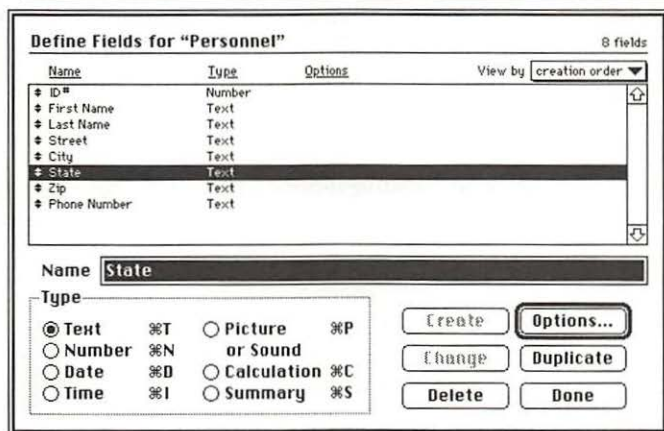 Define Fields for “Personnel” 8 fields
Name Type Options View by creation order
ID# Number
First Name Text
Last Name Text
Street Text
City Text
State Text
Zip Text
Phone Number Text
Name State
Type
Text ⌘T Picture ⌘P Create Options...
Number ⌘N or Sound
Date ⌘D Calculation ⌘C Change Duplicate
Time ⌘I Summary ⌘S Delete Done